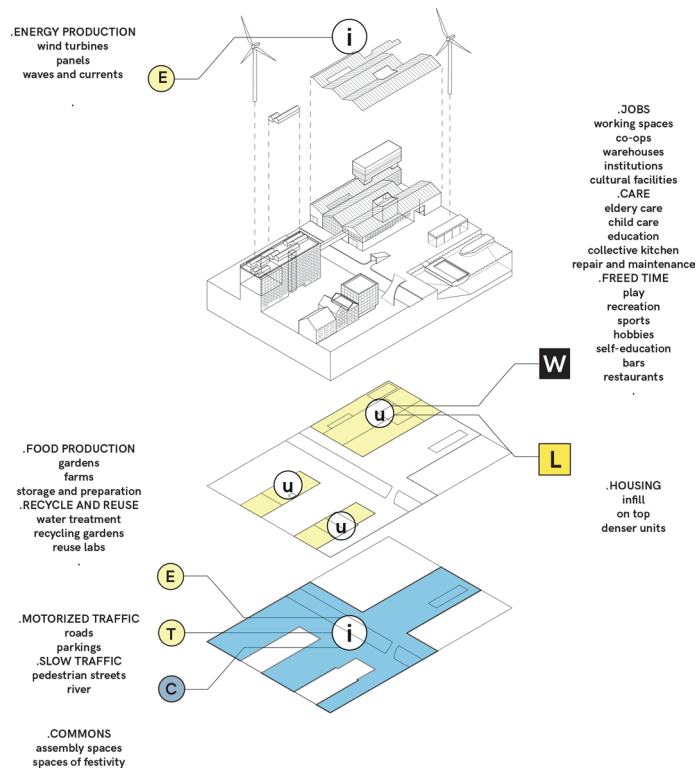 .ENERGY PRODUCTION
wind turbines
panels
waves and currents
.
E
i
.JOBS
working spaces
co-ops
warehouses
institutions
cultural facilities
.CARE
eldery care
child care
education
collective kitchen
repair and maintenance
.FREED TIME
play
recreation
sports
hobbies
self-education
bars
restaurants
.
W
u
L
.FOOD PRODUCTION
gardens
farms
storage and preparation
.RECYCLE AND REUSE
water treatment
recycling gardens
reuse labs
.
u
u
.HOUSING
infill
on top
denser units
E
.MOTORIZED TRAFFIC
roads
parkings
.SLOW TRAFFIC
pedestrian streets
river
T
i
C
.COMMONS
assembly spaces
spaces of festivity